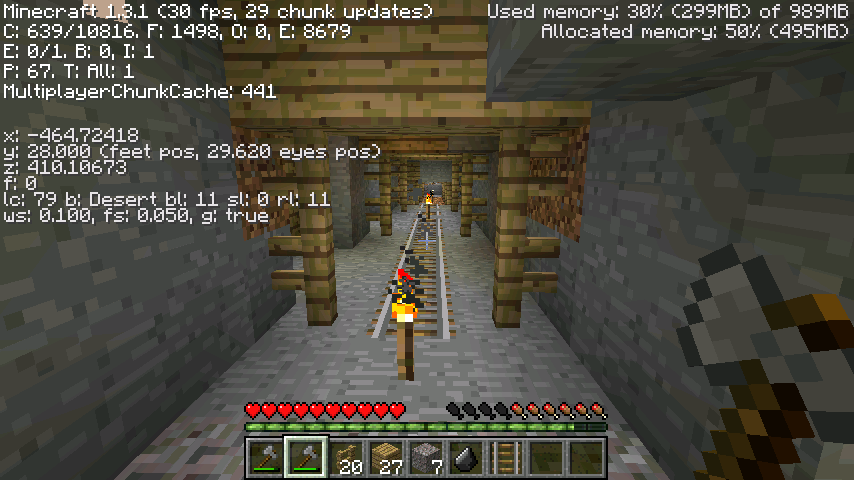 Minecraft 1.3.1 (30 fps, 29 chunk updates)
Used memory: 30% (299MB) of 989MB
C: 639/10816. F: 1498, O: 0, E: 8679
Allocated memory: 50% (495MB)
E: 0/1. B: 0, I: 1
P: 67. T: All: 1
MultiplayerChunkCache: 441
x: -464.72418
y: 28.000 (feet pos, 29.620 eyes pos)
z: 410.10673
f: 0
lc: 79 b: Desert bl: 11 sl: 0 rl: 11
ws: 0.100, fs: 0.050, g: true
20
27
7